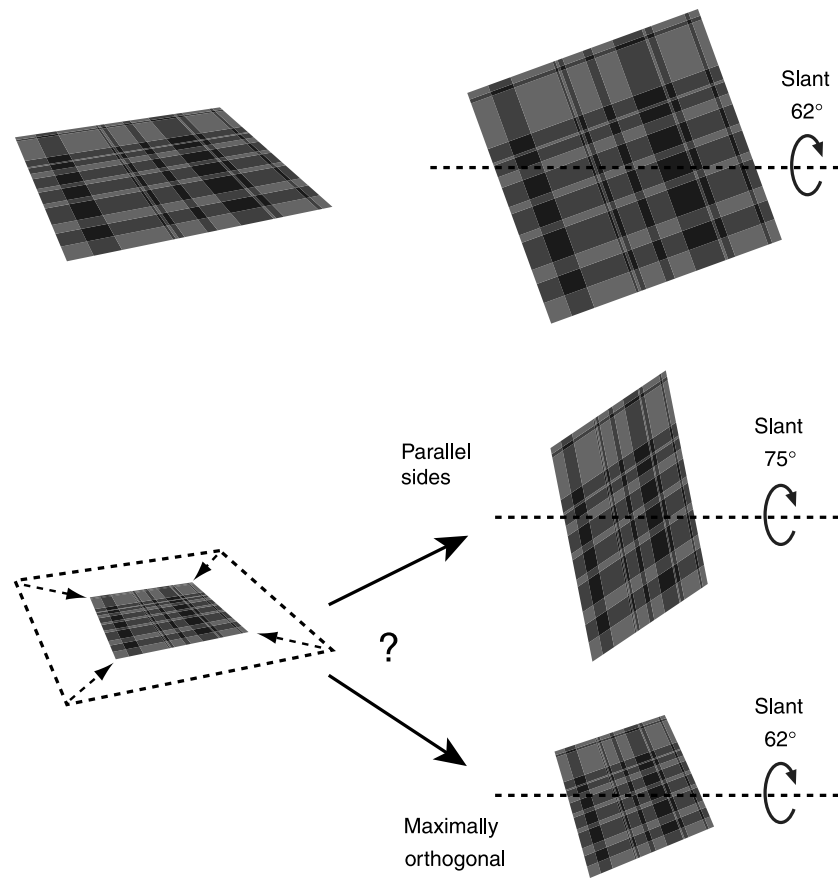 Slant
62°
Parallel
sides
Slant
75°
?
Slant
62°
Maximally
orthogonal